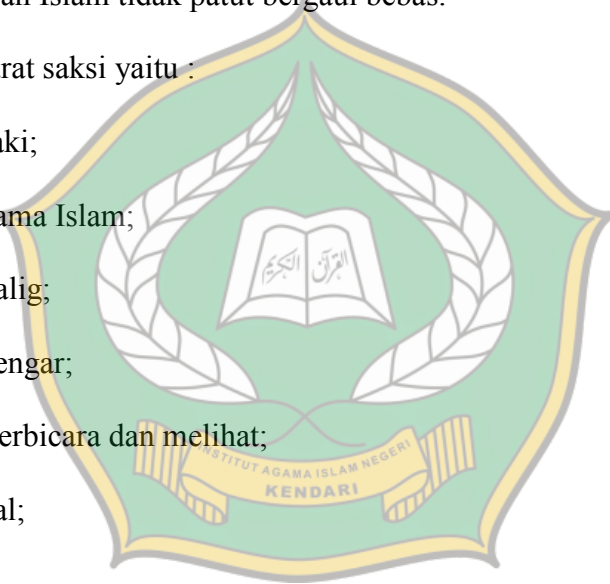 an Islam tidak patut bergaul bebas.
arat saksi yaitu :
aki;
ama Islam;
alig;
engar;
erbicara dan melihat;
al;
القرآن الكريم
INSTITUT AGAMA ISLAM NEGERI
KENDARI